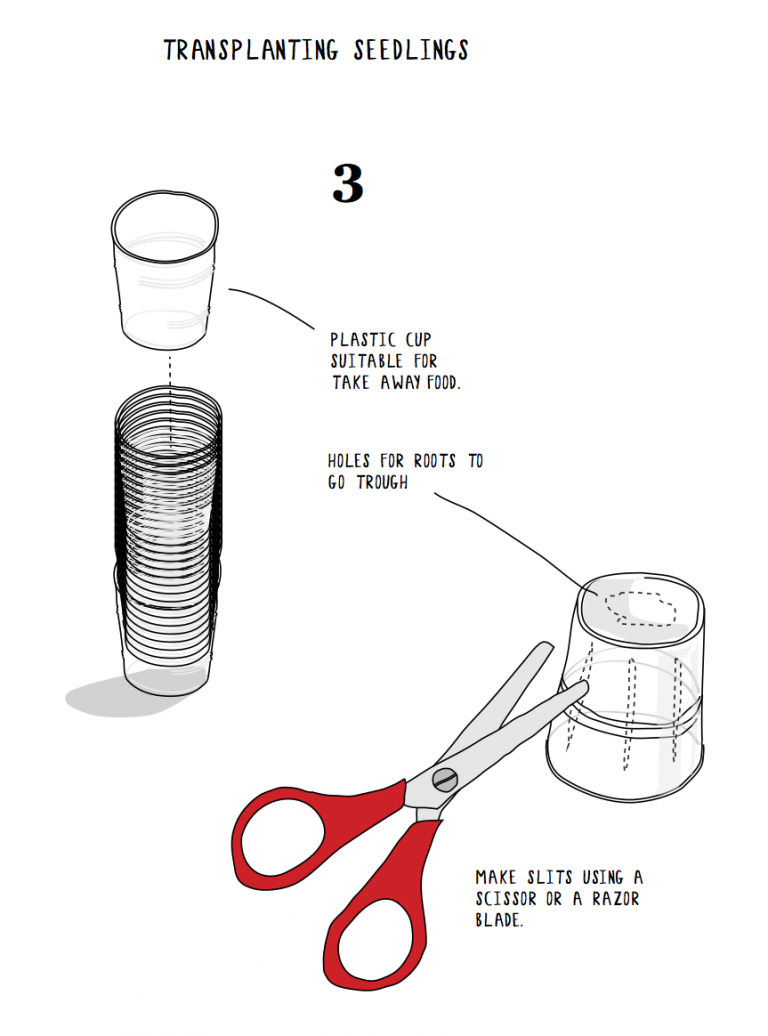 TRANSPLANTING SEEDLINGS
3
PLASTIC CUP
SUITABLE FOR
TAKE AWAY FOOD.
HOLES FOR ROOTS TO
GO TROUGH
MAKE SLITS USING A
SCISSOR OR A RAZOR
BLADE.